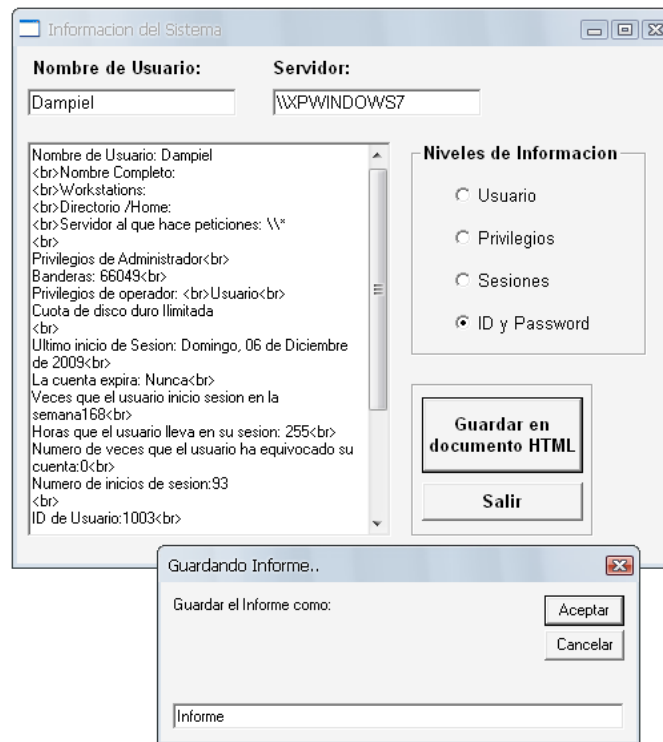 Informacion del Sistema
Nombre de Usuario:
Servidor:
Dampiel
\\XPWINDOWS7
Nombre de Usuario: Dampiel
<br>Nombre Completo:
<br>Workstations:
<br>Directorio /Home:
<br>Servidor al que hace peticiones: \\*
<br>
Privilegios de Administrador<br>
Banderas: 66049<br>
Privilegios de operador: <br>Usuario<br>
Cuota de disco duro Ilimitada
<br>
Ultimo inicio de Sesion: Domingo, 06 de Diciembre
de 2009<br>
La cuenta expira: Nunca<br>
Veces que el usuario inicio sesion en la
semana168<br>
Horas que el usuario lleva en su sesion: 255<br>
Numero de veces que el usuario ha equivocado su
cuenta:0<br>
Numero de inicios de sesion:93
<br>
ID de Usuario:1003<br>
Niveles de Informacion
Usuario
Privilegios
Sesiones
ID y Password
Guardar en
documento HTML
Salir
Guardando Informe..
Guardar el Informe como:
Aceptar
Cancelar
Informe